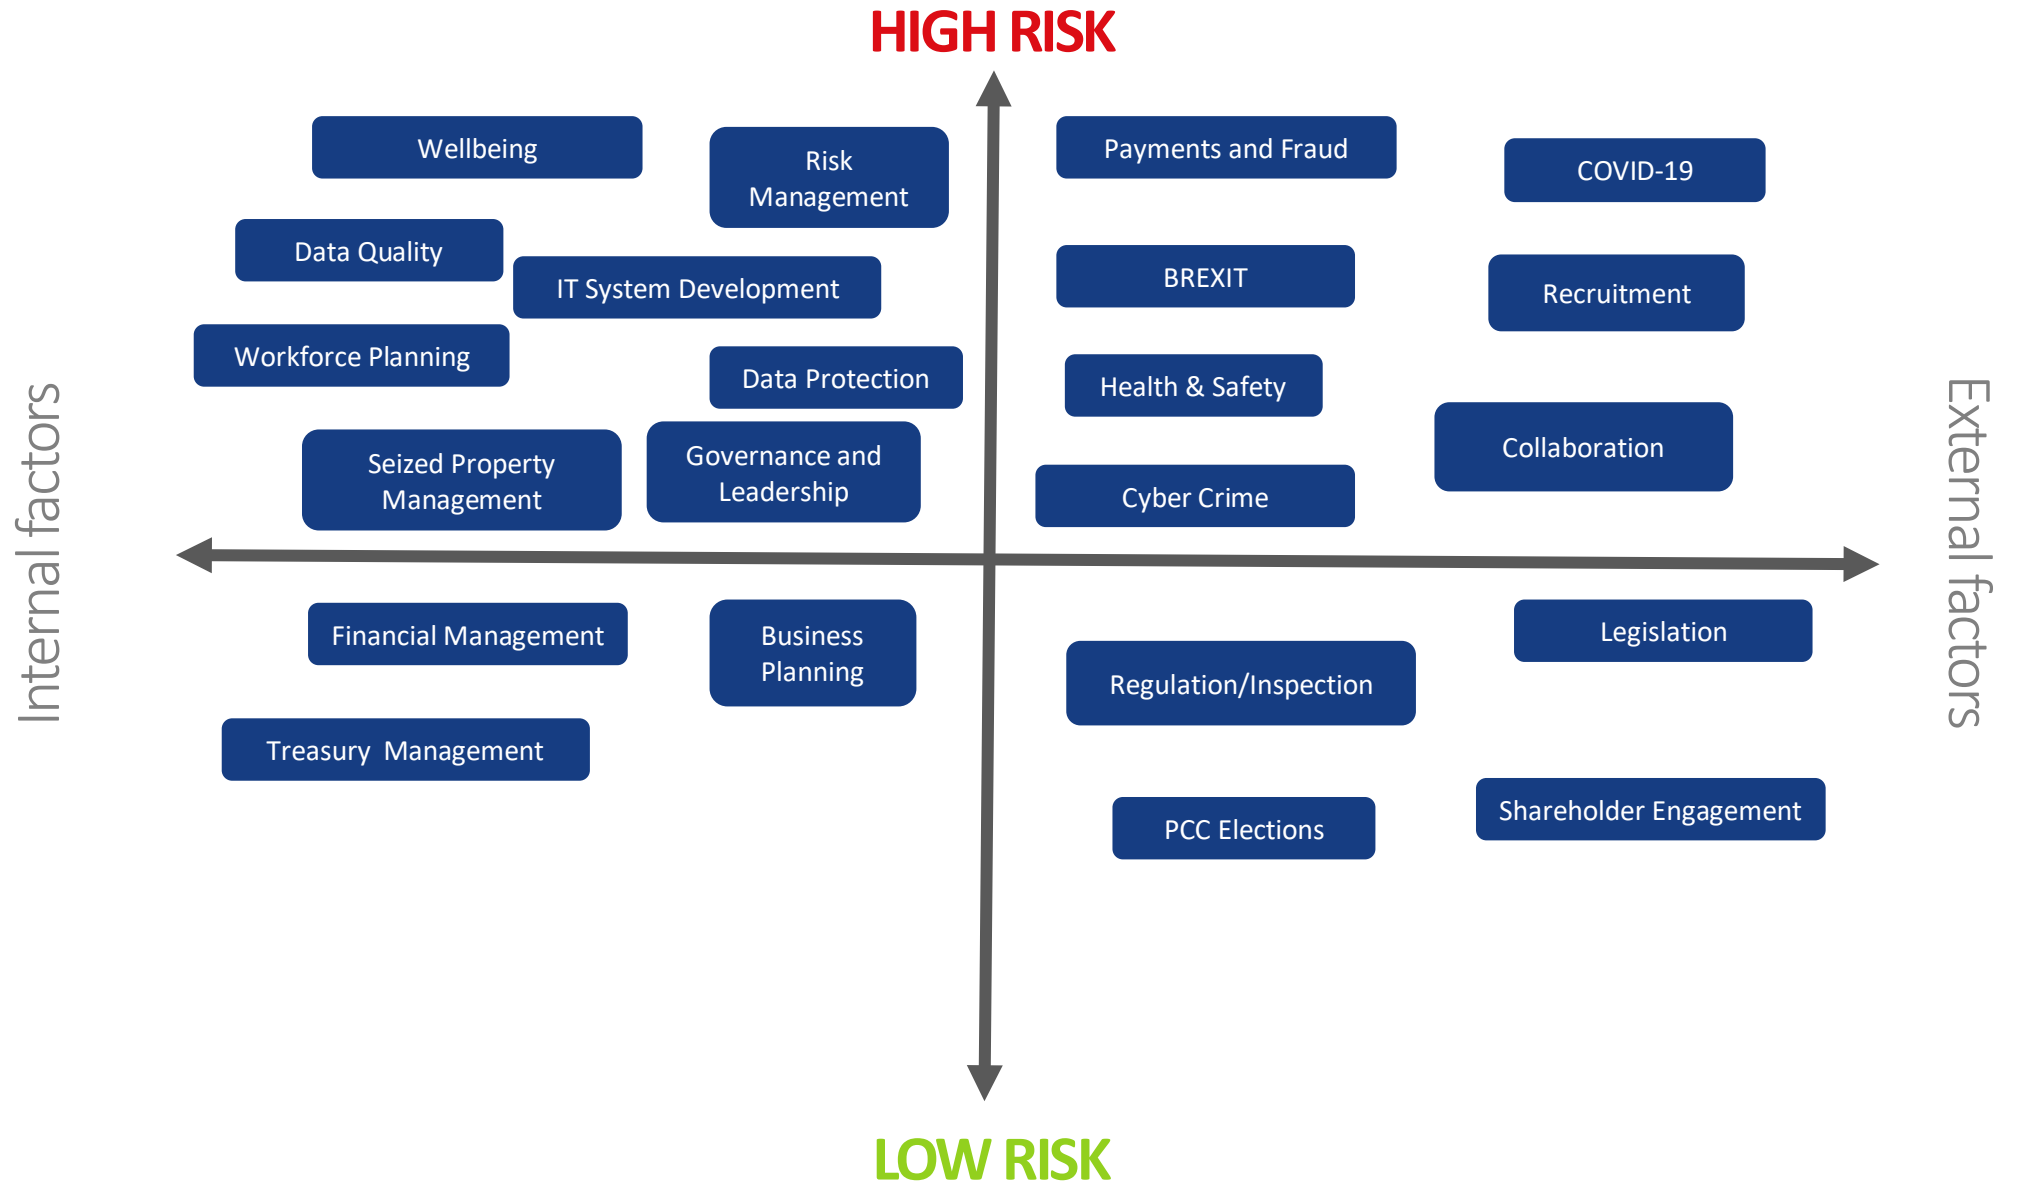 HIGH RISK
Wellbeing
Risk
Management
Payments and Fraud
COVID-19
Data Quality
IT System Development
BREXIT
Recruitment
Workforce Planning
Data Protection
Health & Safety
Collaboration
Seized Property
Management
Governance and
Leadership
Cyber Crime
Internal factors
External factors
Financial Management
Business
Planning
Legislation
Regulation/Inspection
Treasury  Management
PCC Elections
Shareholder Engagement
LOW RISK